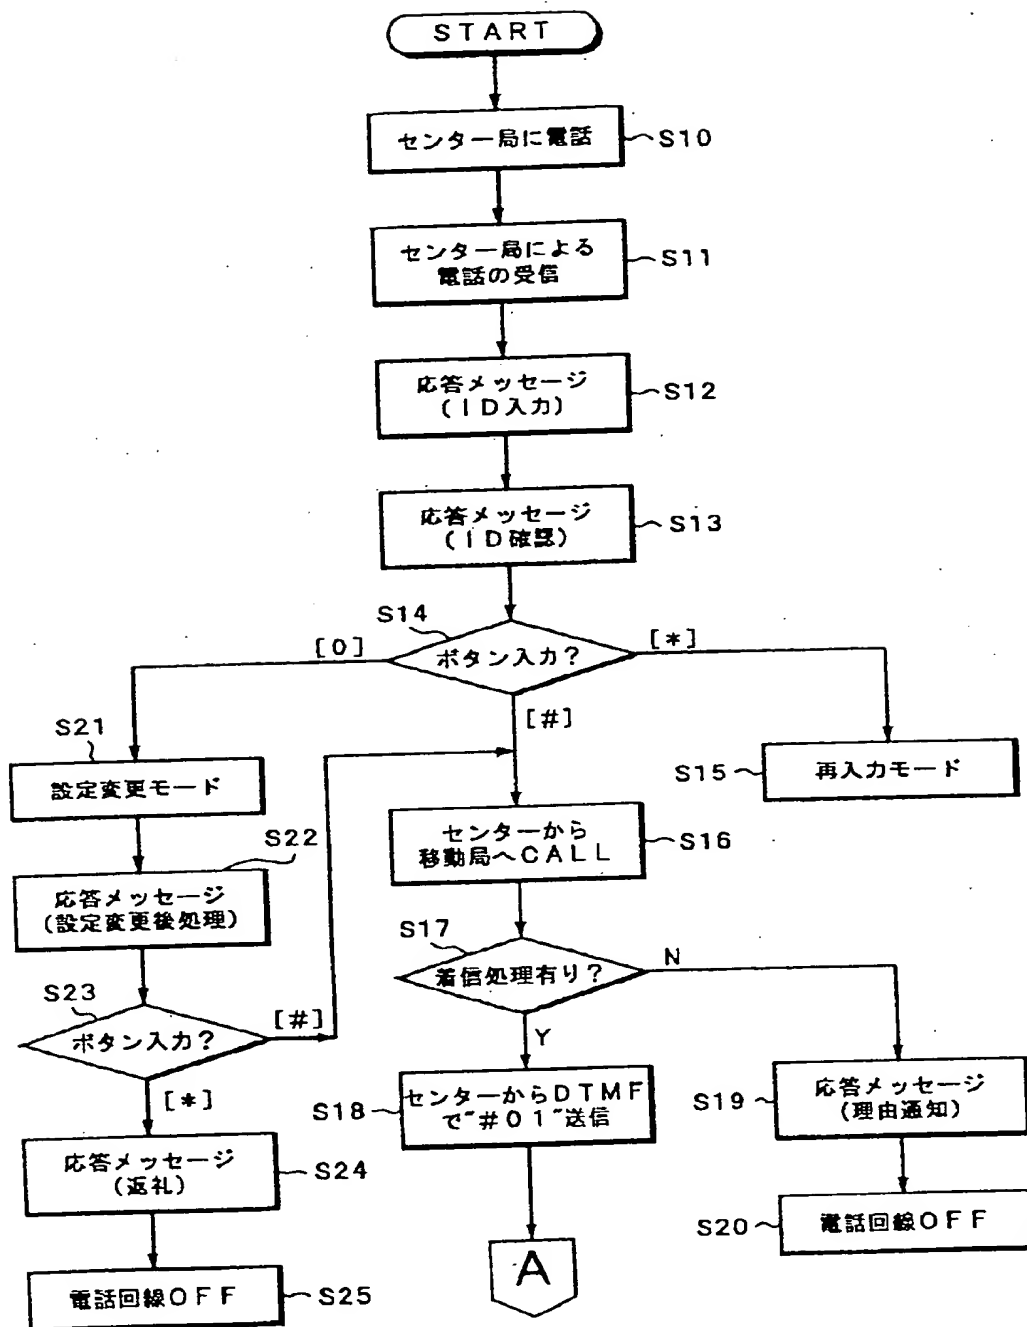 START
センター局に電話
S10
センター局による
電話の受信
S11
応答メッセージ
(ID入力)
S12
応答メッセージ
(ID確認)
S13
S14
ボタン入力?
[0]
[*]
[#]
S21
設定変更モード
S15
再入力モード
S22
応答メッセージ
(設定変更後処理)
センターから
移動局へCALL
S16
S17
着信処理有り?
N
Y
S23
ボタン入力?
[#]
[*]
S18
センターからDTMF
で"#01"送信
S19
応答メッセージ
(理由通知)
応答メッセージ
(返礼)
S24
S20
電話回線OFF
A
電話回線OFF
S25